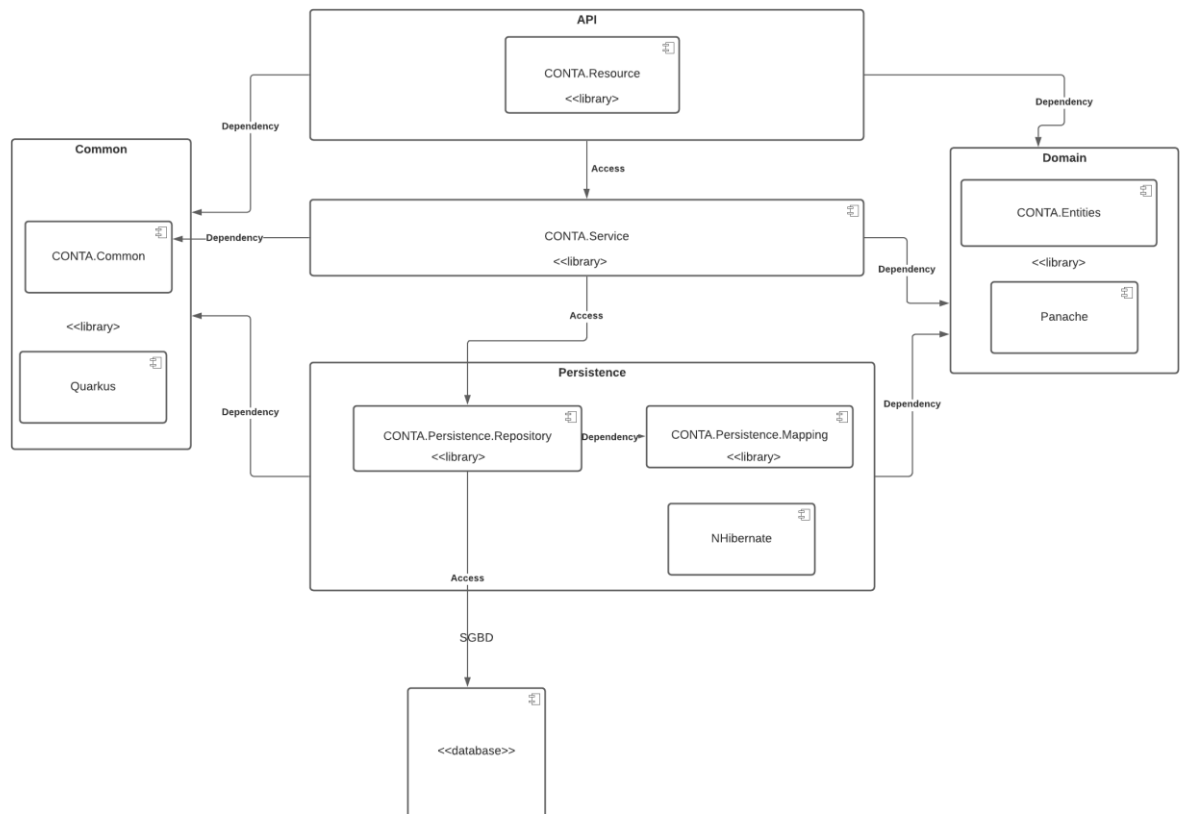 API
CONTA.Resource
<<library>>
Dependency
Dependency
Common
CONTA.Common
<<library>>
Quarkus
Access
Domain
CONTA.Entities
<<library>>
Panache
Dependency
CONTA.Service
<<library>>
Dependency
Access
Persistence
CONTA.Persistence.Repository
<<library>>
Dependency
CONTA.Persistence.Mapping
<<library>>
NHibernate
Dependency
Dependency
Access
SGBD
<<database>>